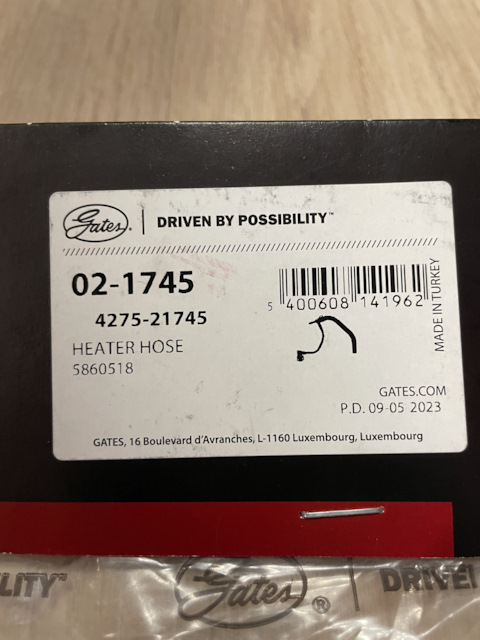 Gates® | DRIVEN BY POSSIBILITY™
02-1745
4275-21745
HEATER HOSE
5860518
5 400608 141962
MADE IN TURKEY
GATES.COM
P.D. 09-05 2023
GATES, 16 Boulevard d'Avranches, L-1160 Luxembourg, Luxembourg
ILITY™ Gates® | DRIVE